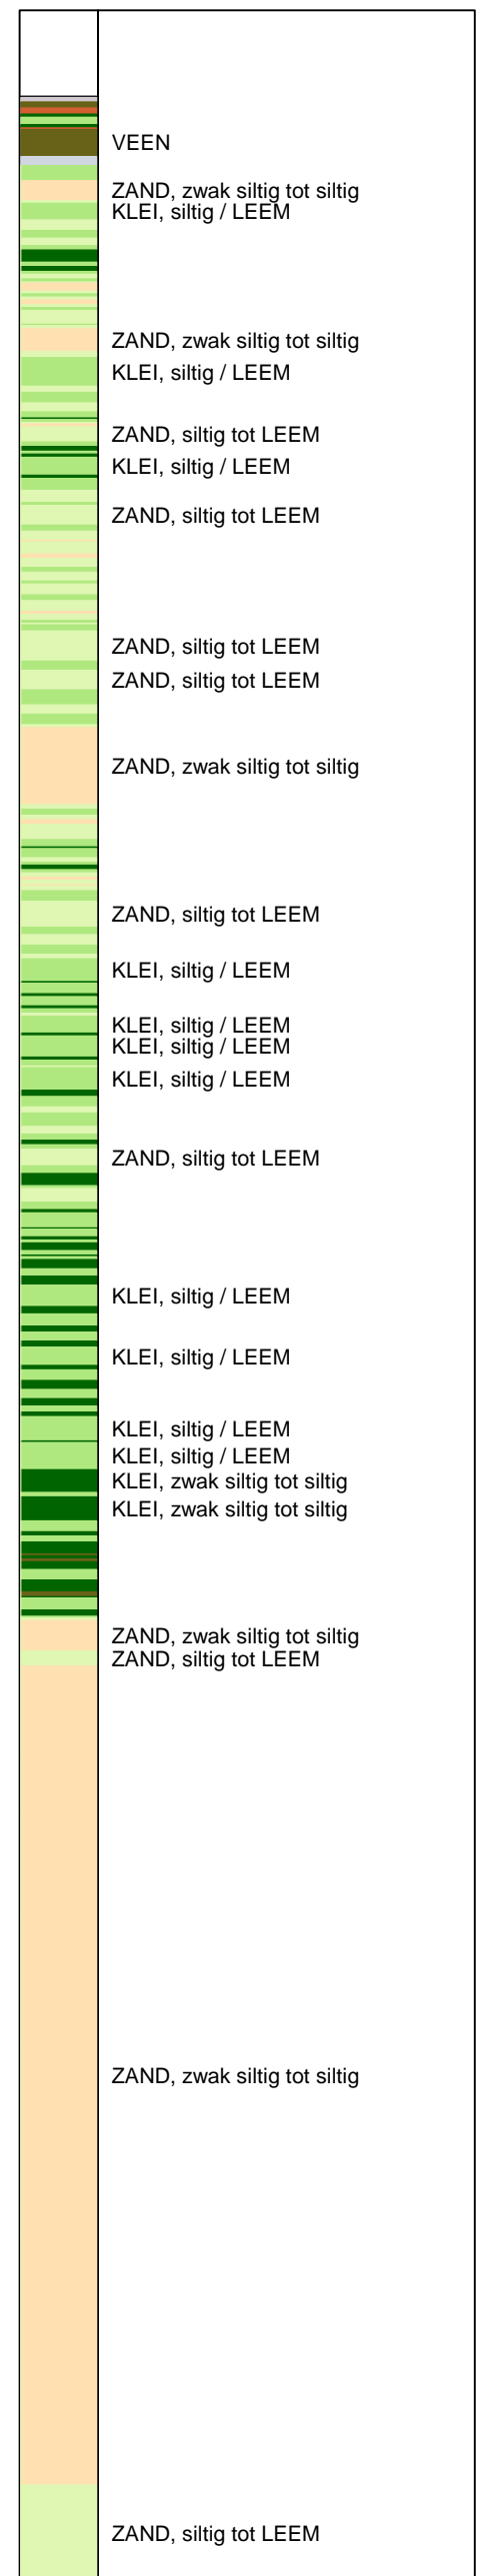 VEEN
ZAND, zwak siltig tot siltig
KLEI, siltig / LEEM
ZAND, zwak siltig tot siltig
KLEI, siltig / LEEM
ZAND, siltig tot LEEM
KLEI, siltig / LEEM
ZAND, siltig tot LEEM
ZAND, siltig tot LEEM
ZAND, siltig tot LEEM
ZAND, zwak siltig tot siltig
ZAND, siltig tot LEEM
KLEI, siltig / LEEM
KLEI, siltig / LEEM
KLEI, siltig / LEEM
KLEI, siltig / LEEM
ZAND, siltig tot LEEM
KLEI, siltig / LEEM
KLEI, siltig / LEEM
KLEI, siltig / LEEM
KLEI, siltig / LEEM
KLEI, zwak siltig tot siltig
KLEI, zwak siltig tot siltig
ZAND, zwak siltig tot siltig
ZAND, siltig tot LEEM
ZAND, zwak siltig tot siltig
ZAND, siltig tot LEEM